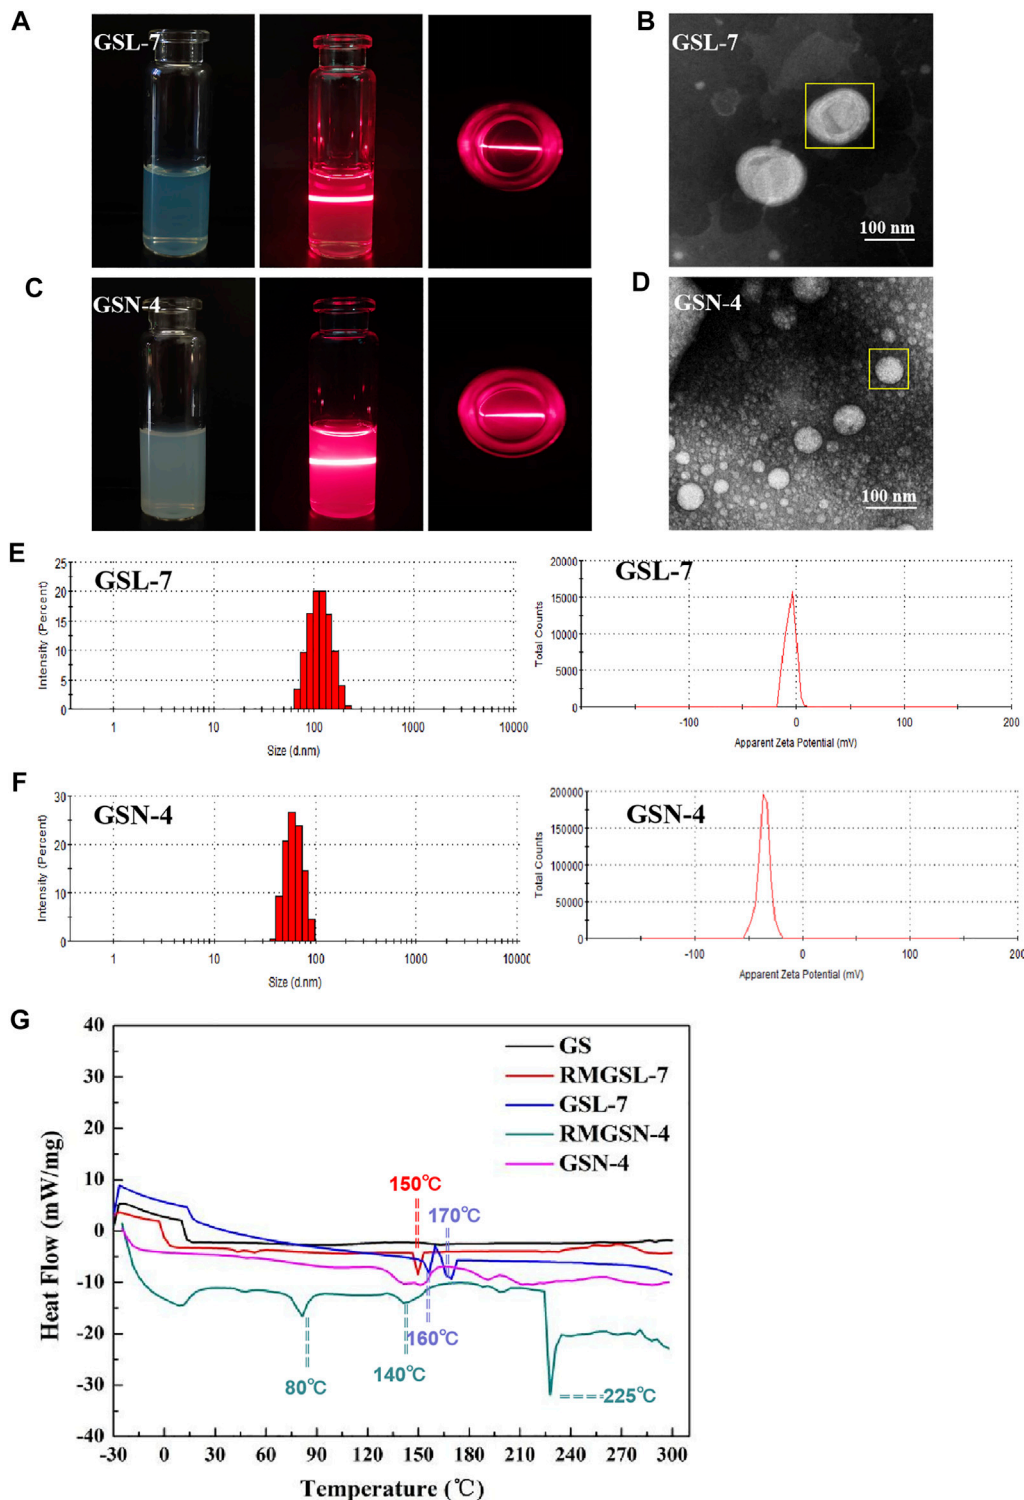 A
GSL-7
B
GSL-7
100 nm
C
GSN-4
D
GSN-4
100 nm
E
GSL-7
Intensity (Percent)
25
20
15
10
5
0
1
10
100
1000
10000
Size (d.nm)
GSL-7
Total Counts
20000
15000
10000
5000
0
-100
0
100
200
Apparent Zeta Potential (mV)
F
GSN-4
Intensity (Percent)
30
20
10
0
1
10
100
1000
10000
Size (d.nm)
GSN-4
Total Counts
200000
150000
100000
50000
0
-100
0
100
200
Apparent Zeta Potential (mV)
G
Heat Flow (mW/mg)
40
30
20
10
0
-10
-20
-30
-40
GS
RMGSL-7
GSL-7
RMGSN-4
GSN-4
150℃
170℃
160℃
80℃
140℃
225℃
-30
0
30
60
90
120
150
180
210
240
270
300
Temperature (℃)